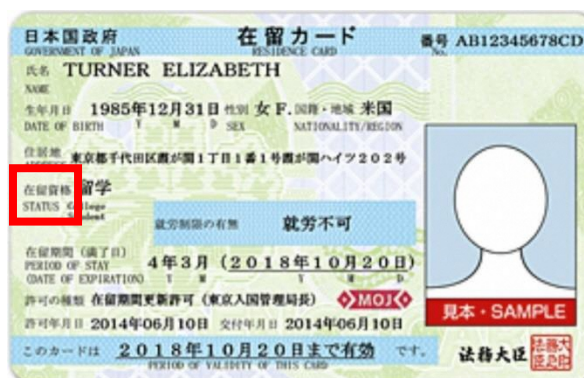 日本国政府 在留カード 番号 AB12345678CD
GOVERNMENT OF JAPAN RESIDENCE CARD No.
氏名 TURNER ELIZABETH
NAME
生年月日 1985年12月31日 性別 女 F. 国籍・地域 米国
DATE OF BIRTH Y M D SEX NATIONALITY/REGION
住居地 東京都千代田区霞が関1丁目1番1号霞が関ハイツ202号
ADDRESS
在留資格 留学
STATUS College
Student
就労制限の有無 就労不可
在留期間(満了日) 4年3月(2018年10月20日)
PERIOD OF STAY
(DATE OF EXPIRATION) Y M Y M D
許可の種類 在留期間更新許可(東京入国管理局長) MOJ
許可年月日 2014年06月10日 交付年月日 2014年06月10日
見本・SAMPLE
このカードは 2018年10月20日まで有効 です。 法務大臣
PERIOD OF VALIDITY OF THIS CARD